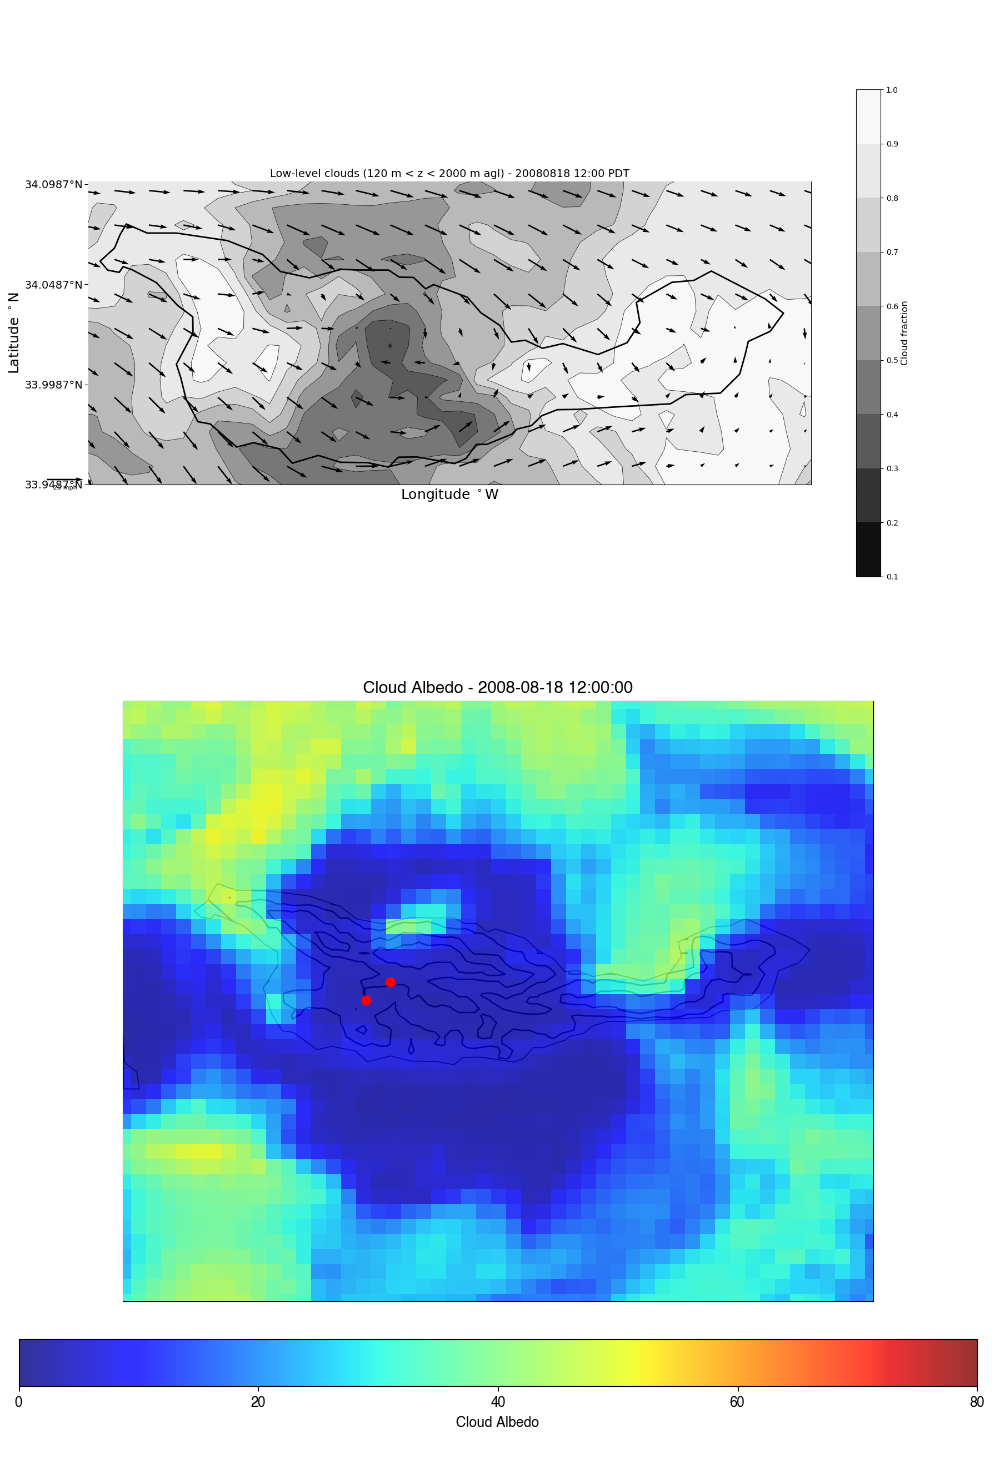 Low-level clouds (120 m < z < 2000 m agl) - 20080818 12:00 PDT
34.0987°N
34.0487°N
33.9987°N
33.9487°N
Latitude °N
Longitude °W
1.0
0.9
0.8
0.7
0.6
0.5
0.4
0.3
0.2
0.1
Cloud fraction
Cloud Albedo - 2008-08-18 12:00:00
0 20 40 60 80
Cloud Albedo